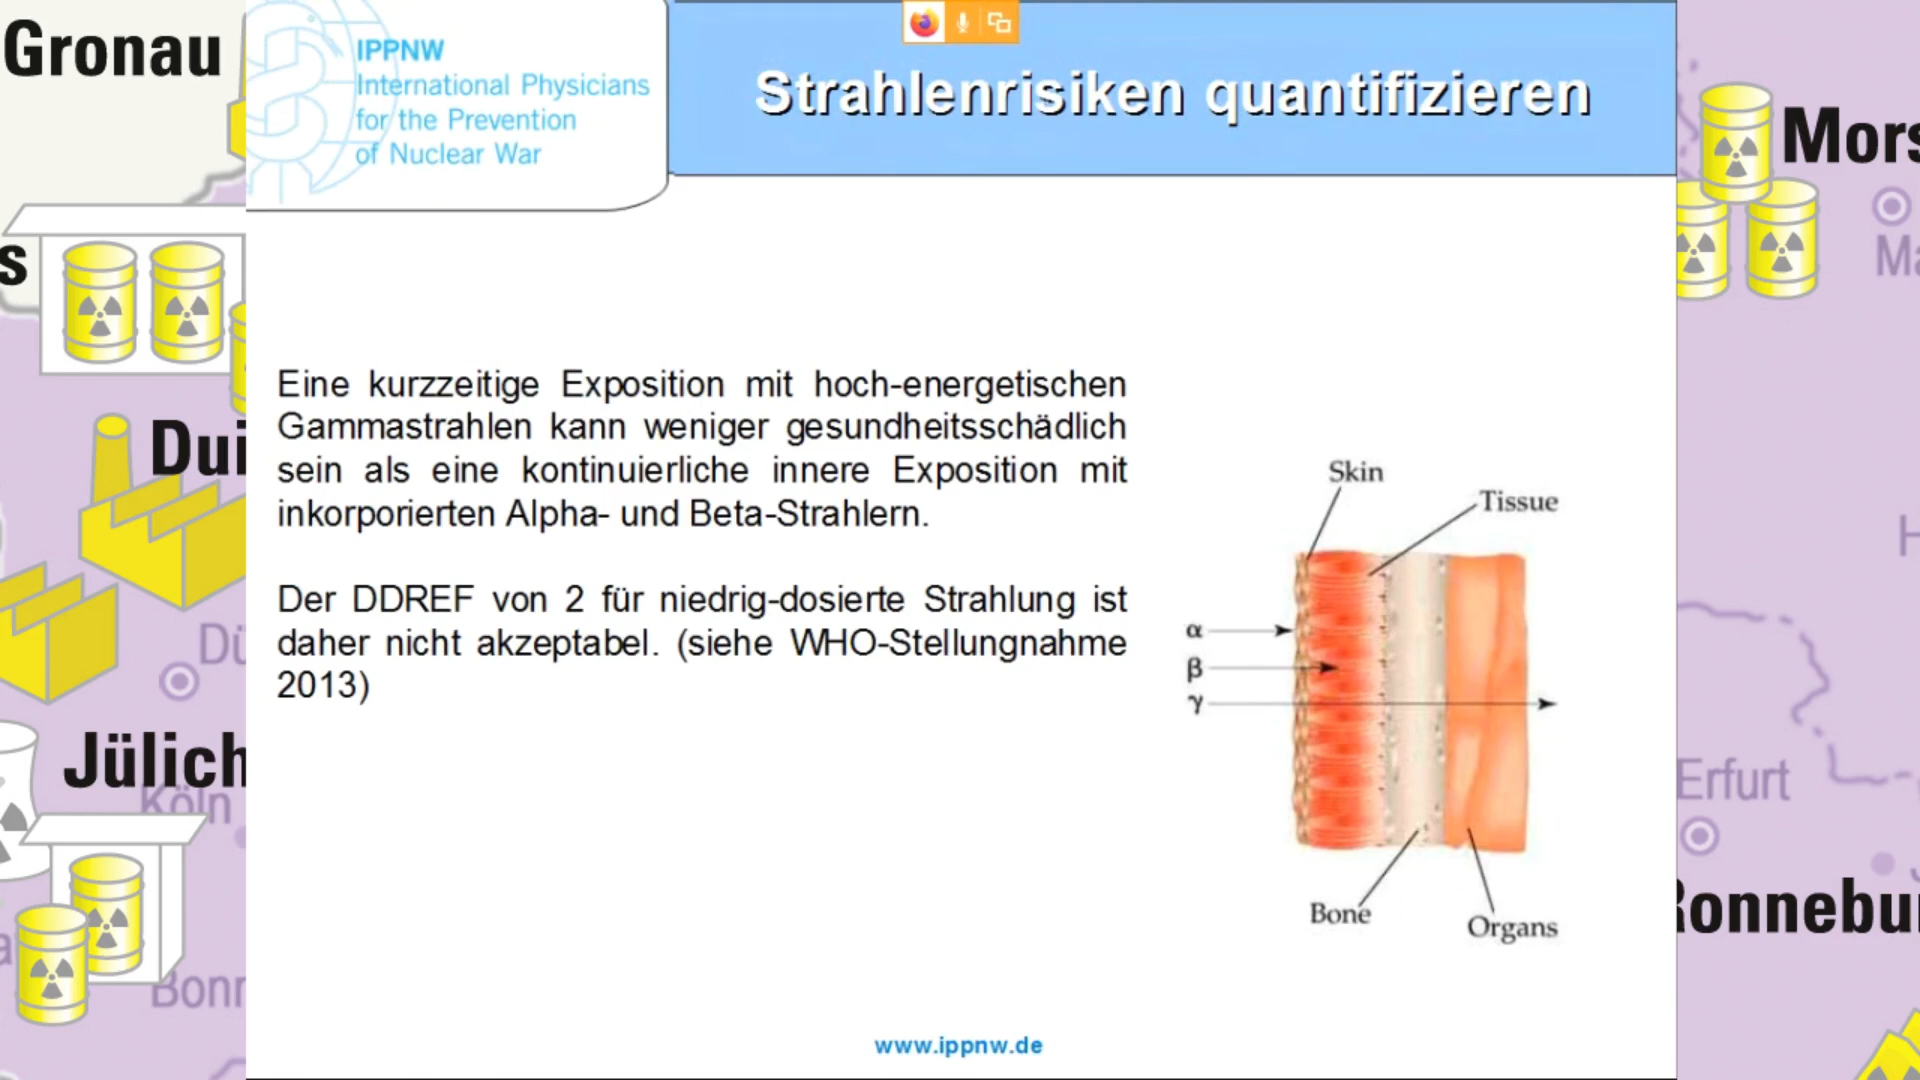 Gronau
IPPNW
International Physicians
for the Prevention
of Nuclear War
Strahlenrisiken quantifizieren
Mors
Ma
s
Eine kurzzeitige Exposition mit hoch-energetischen
Gammastrahlen kann weniger gesundheitsschädlich
sein als eine kontinuierliche innere Exposition mit
inkorporierten Alpha- und Beta-Strahlern.
Der DDREF von 2 für niedrig-dosierte Strahlung ist
daher nicht akzeptabel. (siehe WHO-Stellungnahme
2013)
Skin
Tissue
α
β
γ
Bone
Organs
Dui
Dü
Jülich
Köln
Bonn
H
Erfurt
Ronnebu
www.ippnw.de